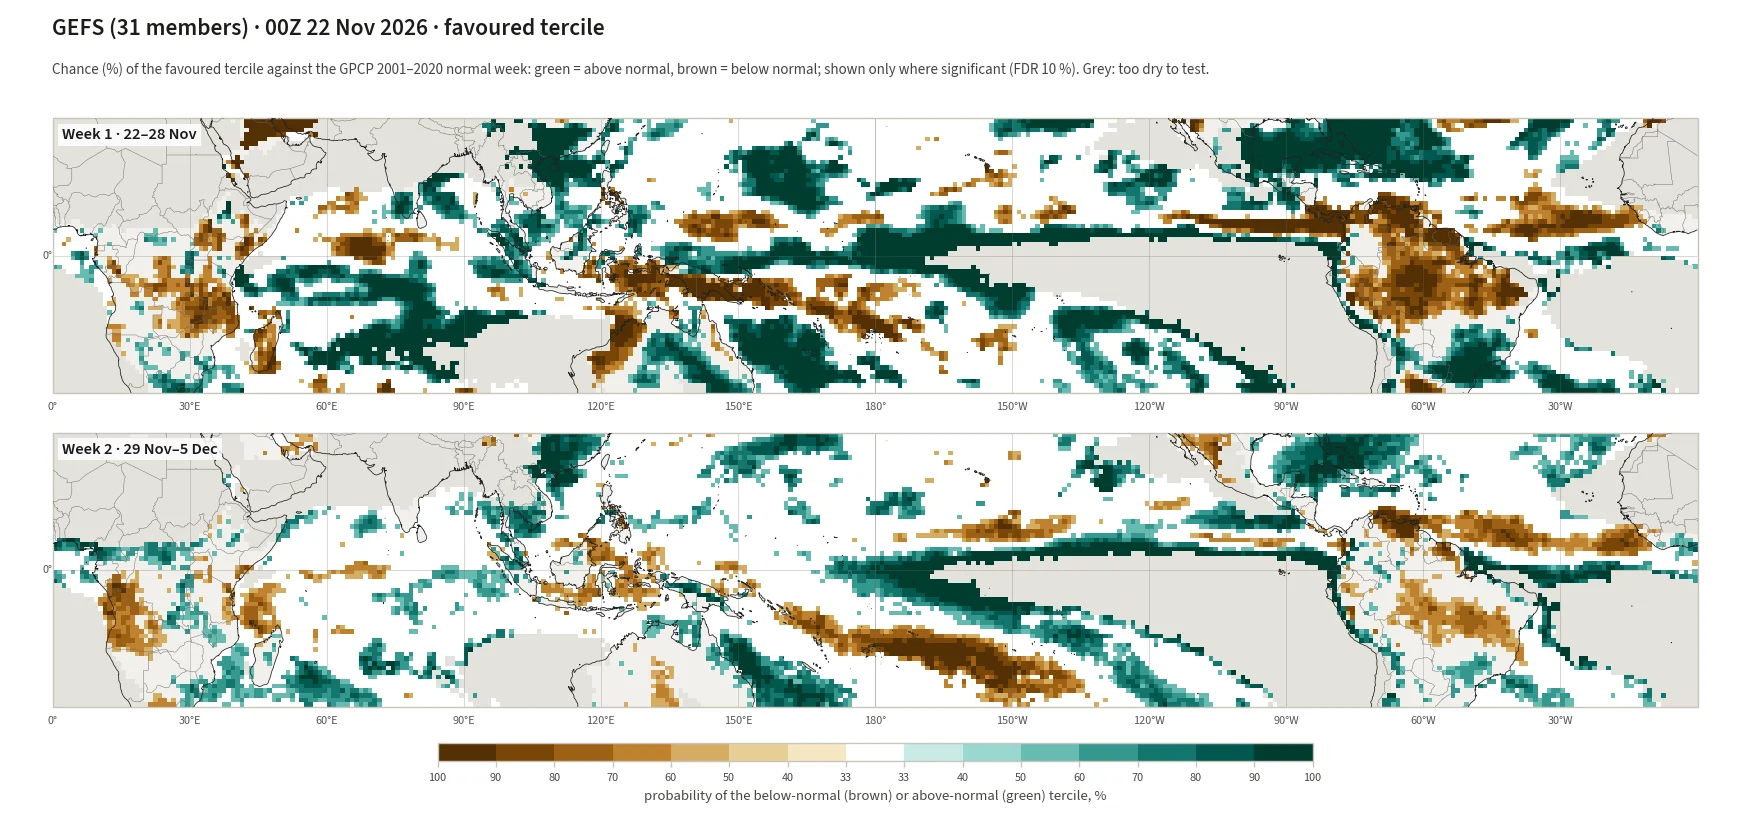 GEFS (31 members) · 00Z 22 Nov 2026 · favoured tercile
Chance (%) of the favoured tercile against the GPCP 2001–2020 normal week: green = above normal, brown = below normal; shown only where significant (FDR 10 %). Grey: too dry to test.
Week 1 · 22–28 Nov
0°
0° 30°E 60°E 90°E 120°E 150°E 180° 150°W 120°W 90°W 60°W 30°W
Week 2 · 29 Nov–5 Dec
0°
0° 30°E 60°E 90°E 120°E 150°E 180° 150°W 120°W 90°W 60°W 30°W
100 90 80 70 60 50 40 33 33 40 50 60 70 80 90 100
probability of the below-normal (brown) or above-normal (green) tercile, %